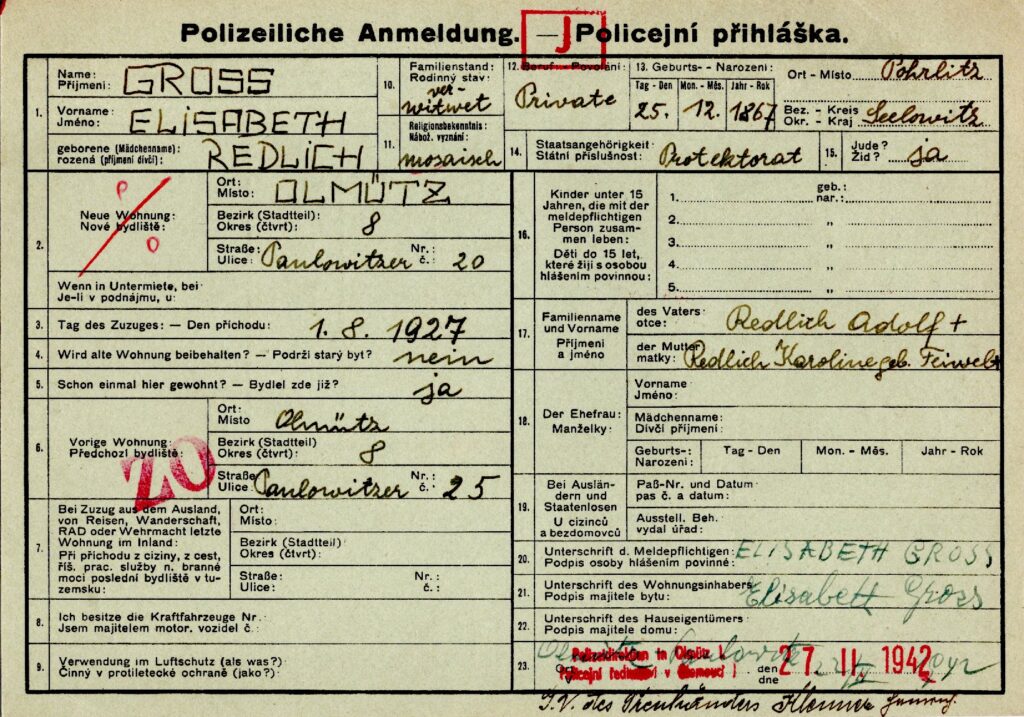 Polizeiliche Anmeldung. — J Policejní přihláška.
1.
Name:
Příjmení:
GROSS
Vorname:
Jméno:
ELISABETH
geborene (Mädchenname):
rozená (příjmení dívčí):
REDLICH
10.
Familienstand:
Rodinný stav:
ver-
witwet
11.
Religionsbekenntnis:
Nábož. vyznání:
mosaisch
12. Beruf - Povolání:
Private
13. Geburts- - Narození:
Tag - Den Mon. - Měs. Jahr - Rok
25. 12. 1867
Ort - Místo Pohrlitz
Bez. - Kreis
Okr. - Kraj Seelowitz
14.
Staatsangehörigkeit:
Státní příslušnost:
Protektorat
15.
Jude?
Žid?
ja
2.
Neue Wohnung:
Nové bydliště:
Ort:
Místo:
OLMÜTZ
Bezirk (Stadtteil):
Okres (čtvrt):
8
Straße:
Ulice:
Paulowitzer
Nr.:
č.:
20
Wenn in Untermiete, bei
Je-li v podnájmu, u:
3. Tag des Zuzuges: — Den příchodu: 1. 8. 1927
4. Wird alte Wohnung beibehalten? — Podrží starý byt? nein
5. Schon einmal hier gewohnt? — Bydlel zde již? ja
6.
Vorige Wohnung:
Předchozí bydliště:
ZO
Ort:
Místo
Olmütz
Bezirk (Stadtteil)
Okres (čtvrt):
8
Straße
Ulice:
Paulowitzer
Nr.:
č.:
25
7.
Bei Zuzug aus dem Ausland,
von Reisen, Wanderschaft,
RAD oder Wehrmacht letzte
Wohnung im Inland:
Při příchodu z ciziny, z cest,
říš. prac. služby n. branné
moci poslední bydliště v tu-
zemsku:
Ort:
Místo:
Bezirk (Stadtteil):
Okres (čtvrt):
Straße:
Ulice:
Nr.:
č.:
8.
Ich besitze die Kraftfahrzeuge Nr.
Jsem majitelem motor. vozidel č.
9.
Verwendung im Luftschutz (als was?)
Činný v protiletecké ochraně (jako?):
16.
Kinder unter 15
Jahren, die mit der
meldepflichtigen
Person zusam-
men leben:
Děti do 15 let,
které žijí s osobou
hlášením povinnou:
geb.:
nar.:
1.
2. "
3. "
4. "
5. "
17.
Familienname
und Vorname
Příjmení
a jméno
des Vaters
otce:
Redlich Adolf +
der Mutter
matky:
Redlich Karoline geb. Feiwel +
18.
Der Ehefrau:
Manželky:
Vorname
Jméno:
Mädchenname:
Dívčí příjmení:
Geburts-:
Narození:
Tag - Den Mon. - Měs. Jahr - Rok
19.
Bei Auslän-
dern und
Staatenlosen
U cizinců
a bezdomovců
Paß-Nr. und Datum
pas č. a datum:
Ausstell. Beh.
vydal úřad:
20.
Unterschrift d. Meldepflichtigen:
Podpis osoby hlášením povinné:
ELISABETH GROSS
21.
Unterschrift des Wohnungsinhabers
Podpis majitele bytu:
Elisabeth Gross
22.
Unterschrift des Hauseigentümers
Podpis majitele domu:
23.
Polizeidirektion in Olmütz
Policejní ředitelství v Olomouci
den
dne
27 II 1942
I.V. des Treuhänders Klemmer